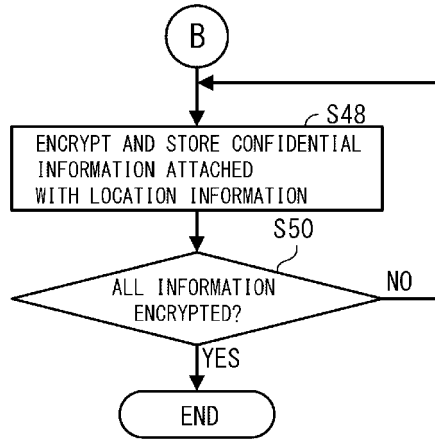 B
S48
ENCRYPT AND STORE CONFIDENTIAL
INFORMATION ATTACHED
WITH LOCATION INFORMATION
S50
ALL INFORMATION
ENCRYPTED?
NO
YES
END